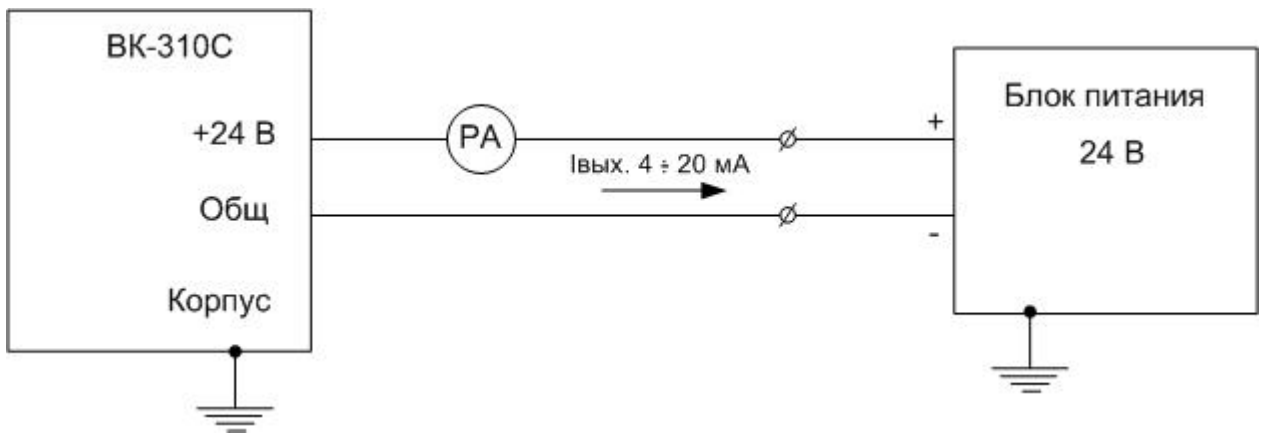 ВК-310С
Блок питания
24 В
+24 В
РА
+
Iвых. 4 ÷ 20 мА
Общ
-
Корпус